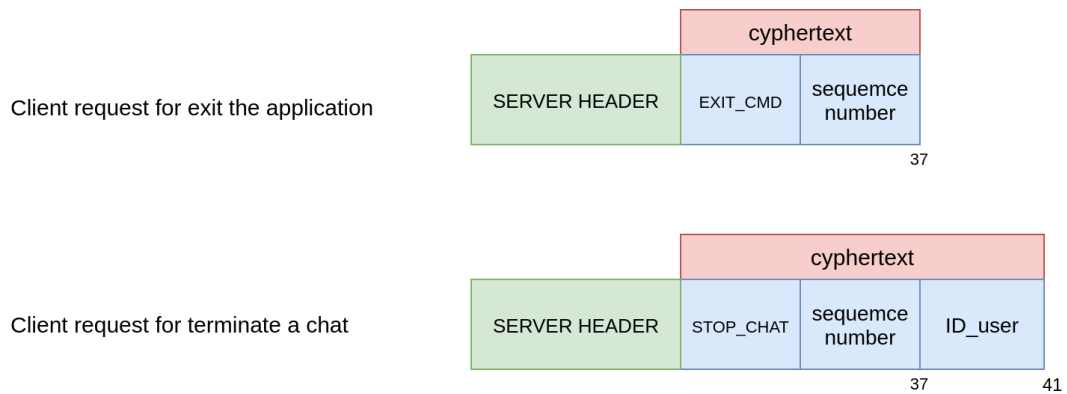 cyphertext
Client request for exit the application
SERVER HEADER
EXIT_CMD
sequemce
number
37
cyphertext
Client request for terminate a chat
SERVER HEADER
STOP_CHAT
sequemce
number
ID_user
37
41